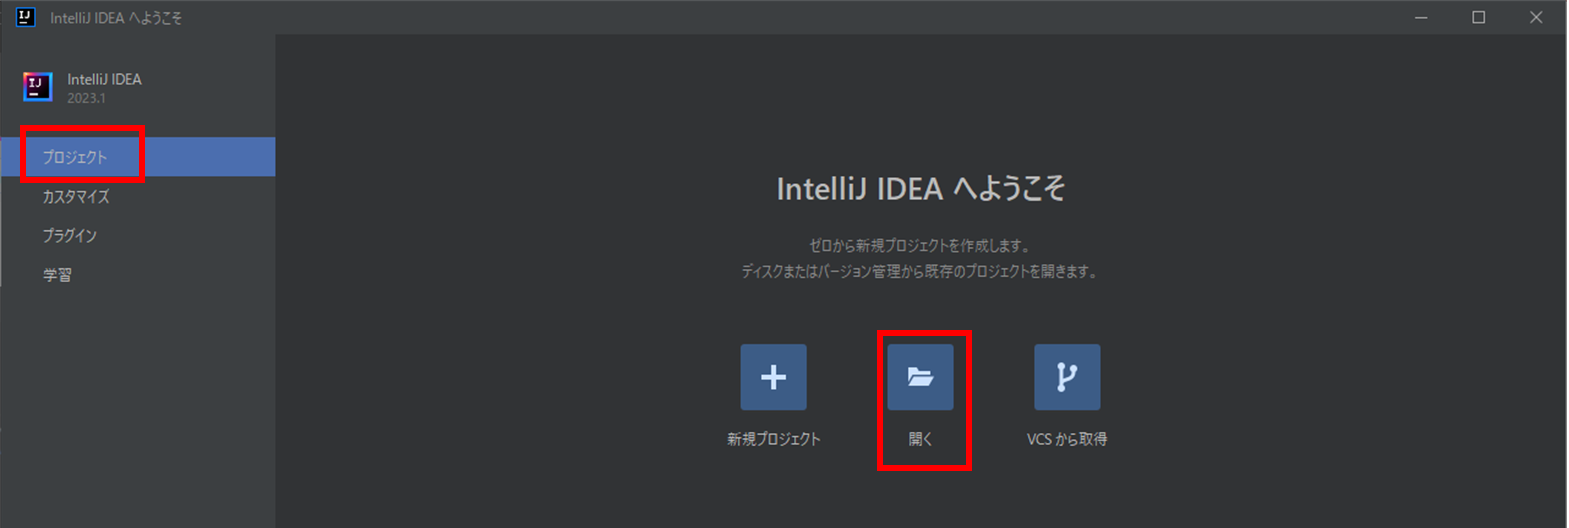 IntelliJ IDEA へようこそ
IntelliJ IDEA
2023.1
プロジェクト
カスタマイズ
プラグイン
学習
IntelliJ IDEA へようこそ
ゼロから新規プロジェクトを作成します。
ディスクまたはバージョン管理から既存のプロジェクトを開きます。
新規プロジェクト
開く
VCS から取得